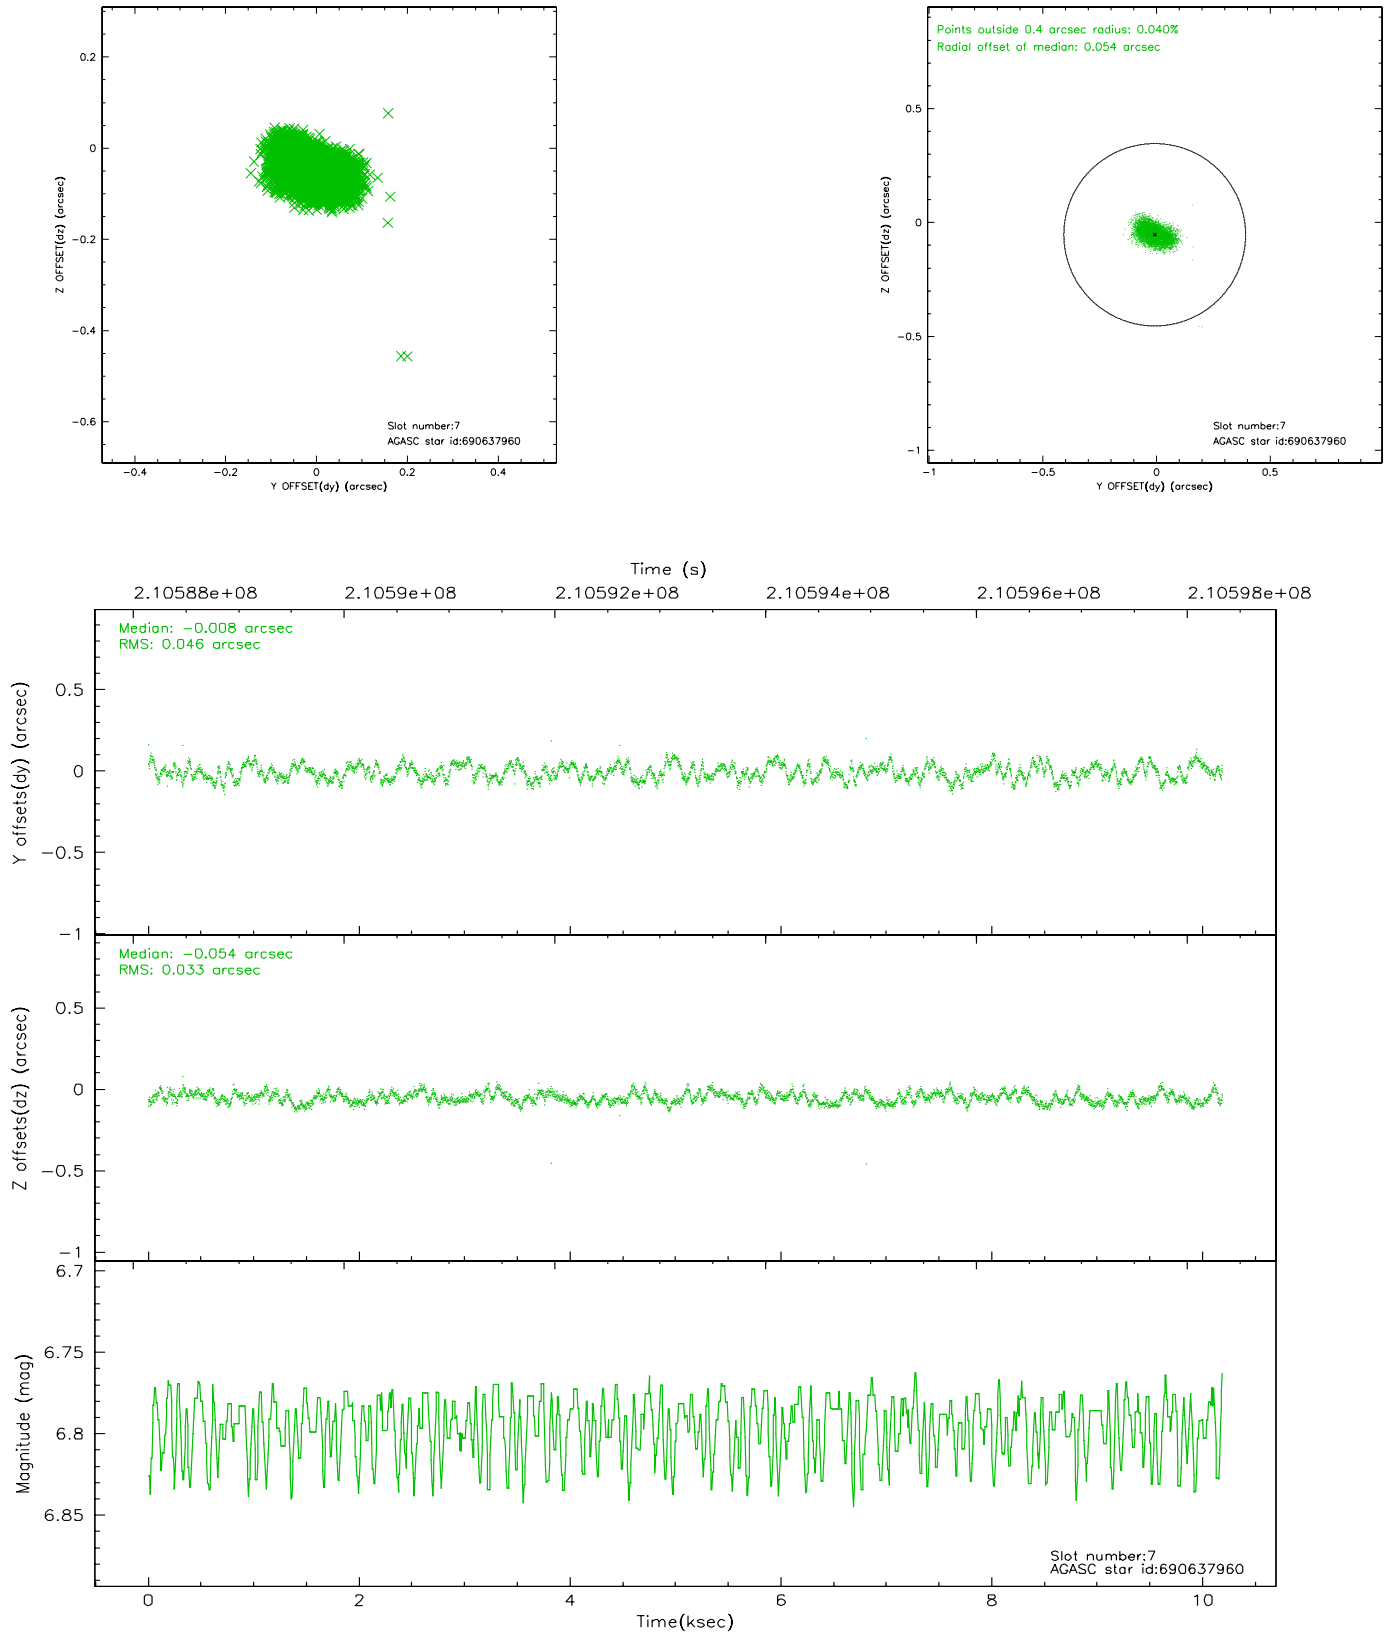 0.2
0
−0.2
−0.4
−0.6
Z OFFSET(dz) (arcsec)
Slot number:7
AGASC star id:690637960
−0.4
−0.2
0
0.2
0.4
Y OFFSET(dy) (arcsec)
Points outside 0.4 arcsec radius: 0.040%
Radial offset of median: 0.054 arcsec
0.5
0
−0.5
−1
Z OFFSET(dz) (arcsec)
Slot number:7
AGASC star id:690637960
−1
−0.5
0
0.5
Y OFFSET(dy) (arcsec)
Time (s)
2.10588e+08
2.1059e+08
2.10592e+08
2.10594e+08
2.10596e+08
2.10598e+08
Median: −0.008 arcsec
RMS: 0.046 arcsec
0.5
0
−0.5
−1
Y offsets(dy) (arcsec)
Median: −0.054 arcsec
RMS: 0.033 arcsec
0.5
0
−0.5
−1
Z offsets(dz) (arcsec)
6.7
6.75
6.8
6.85
Magnitude (mag)
Slot number:7
AGASC star id:690637960
0
2
4
6
8
10
Time(ksec)